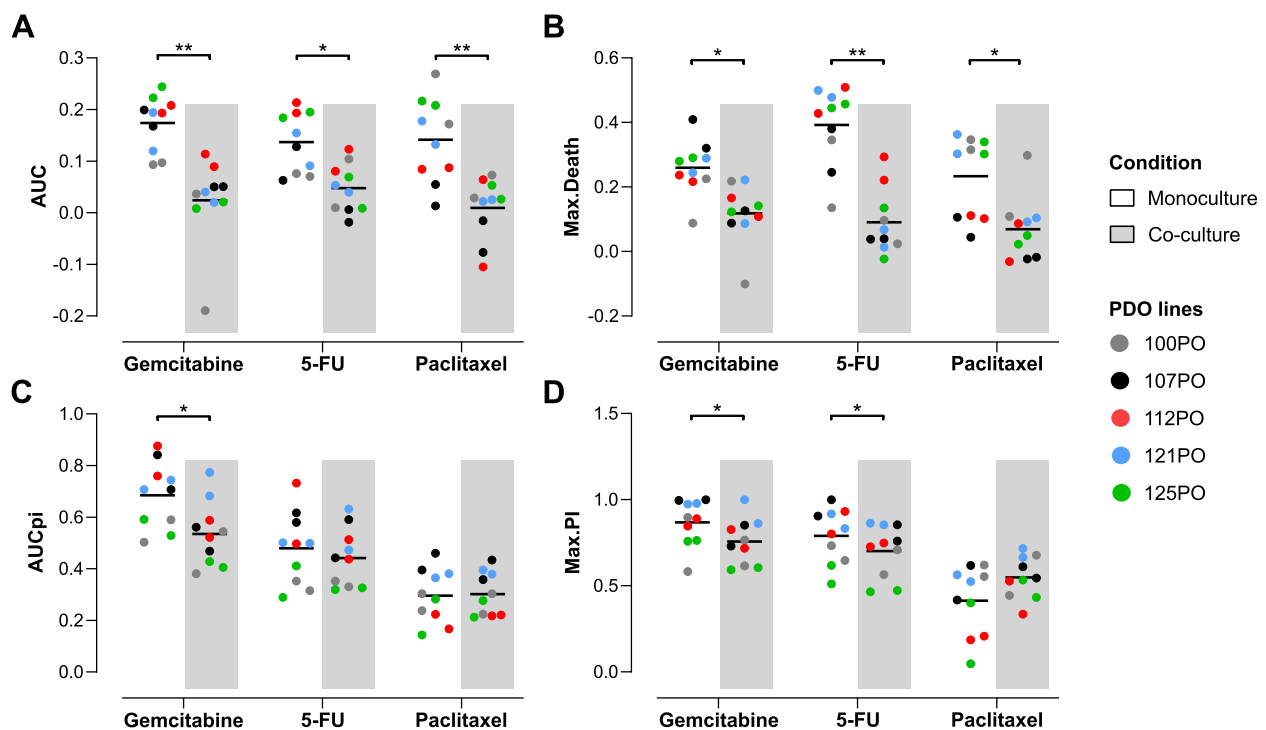 A
AUC
0.3
0.2
0.1
0.0
-0.1
-0.2
**
*
**
Gemcitabine
5-FU
Paclitaxel
B
Max.Death
0.6
0.4
0.2
0.0
-0.2
*
**
*
Gemcitabine
5-FU
Paclitaxel
C
AUCpi
1.0
0.8
0.6
0.4
0.2
0.0
*
Gemcitabine
5-FU
Paclitaxel
D
Max.PI
1.5
1.0
0.5
0.0
*
*
Gemcitabine
5-FU
Paclitaxel
Condition
Monoculture
Co-culture
PDO lines
100PO
107PO
112PO
121PO
125PO